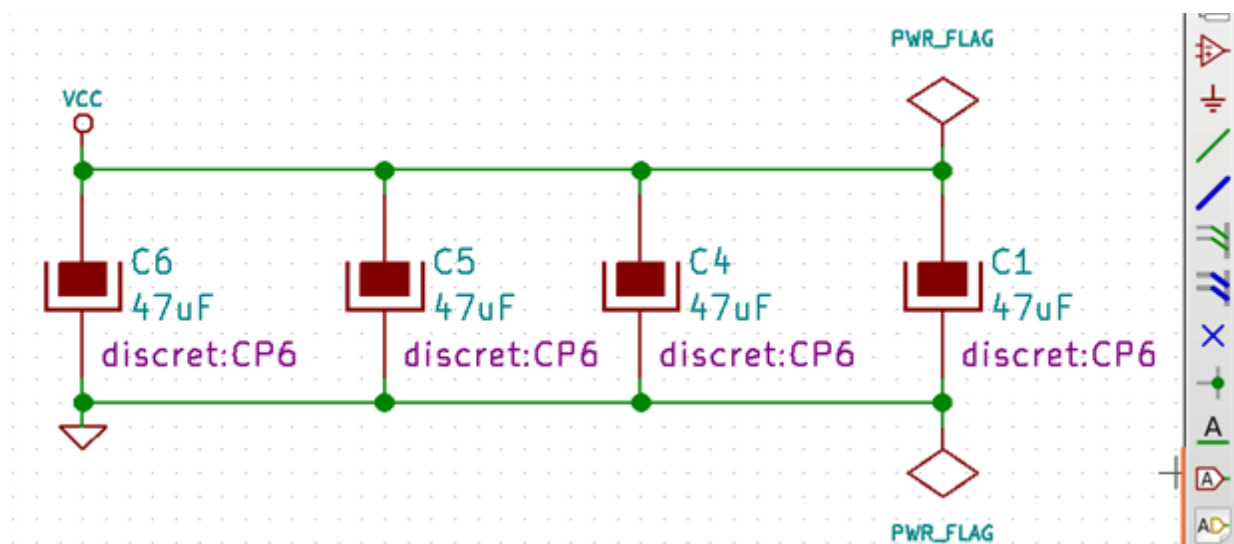 PWR_FLAG
VCC
C6
47uF
discret:CP6
C5
47uF
discret:CP6
C4
47uF
discret:CP6
C1
47uF
discret:CP6
PWR_FLAG
A
A
AD